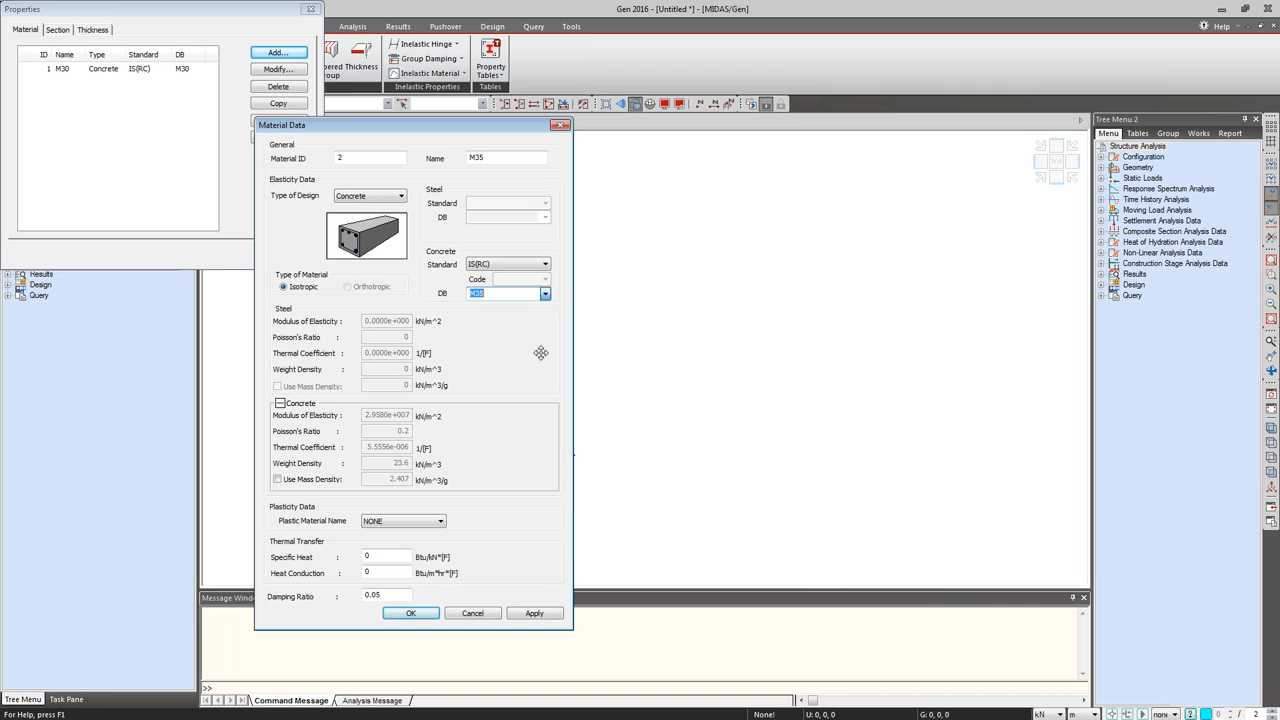 Properties
Gen 2016 - [Untitled *] - [MIDAS/Gen]
Material Section Thickness
Analysis Results Pushover Design Query Tools
Help
ID Name Type Standard DB
1 M30 Concrete IS(RC) M30
Add...
Modify...
Delete
Copy
pered Thickness
roup
Inelastic Hinge
Group Damping
Inelastic Material
Inelastic Properties
Property
Tables
Tables
Material Data
General
Material ID 2 Name M35
Elasticity Data
Type of Design Concrete
Steel
Standard
DB
Concrete
Standard IS(RC)
Code
DB M35
Type of Material
Isotropic Orthotropic
Steel
Modulus of Elasticity : 0.0000e+000 kN/m^2
Poisson's Ratio : 0
Thermal Coefficient : 0.0000e+000 1/[F]
Weight Density : 0 kN/m^3
Use Mass Density: 0 kN/m^3/g
Concrete
Modulus of Elasticity : 2.9580e+007 kN/m^2
Poisson's Ratio : 0.2
Thermal Coefficient : 5.5556e-006 1/[F]
Weight Density : 23.6 kN/m^3
Use Mass Density: 2.407 kN/m^3/g
Plasticity Data
Plastic Material Name NONE
Thermal Transfer
Specific Heat : 0 Btu/kN*[F]
Heat Conduction : 0 Btu/m*hr*[F]
Damping Ratio : 0.05
OK Cancel Apply
Results
Design
Query
TOP
Tree Menu 2
Menu Tables Group Works Report
Structure Analysis
Configuration
Geometry
Static Loads
Response Spectrum Analysis
Time History Analysis
Moving Load Analysis
Settlement Analysis Data
Composite Section Analysis
Heat of Hydration Analysis
Non-Linear Analysis Data
Construction Stage Analysis Data
Results
Design
Query
Message Window
>>
Tree Menu Task Pane
Command Message Analysis Message
For Help, press F1
None! U: 0, 0, 0 G: 0, 0, 0 kN m none 0 / 2